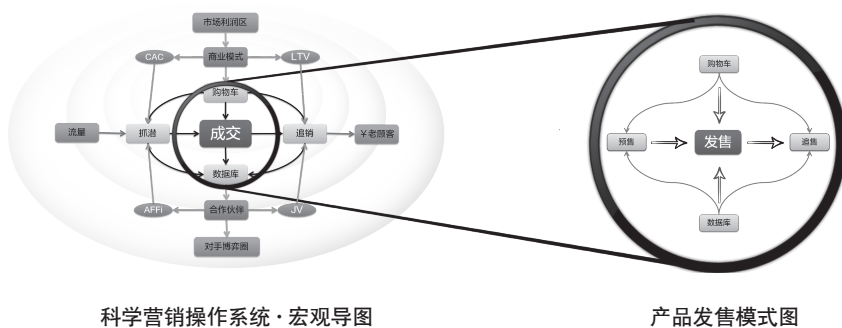 市场利润区
CAC
商业模式
LTV
购物车
流量
抓潜
成交
追销
¥老顾客
数据库
AFFi
合作伙伴
JV
对手博弈圈
科学营销操作系统·宏观导图
购物车
预售
发售
追售
数据库
产品发售模式图